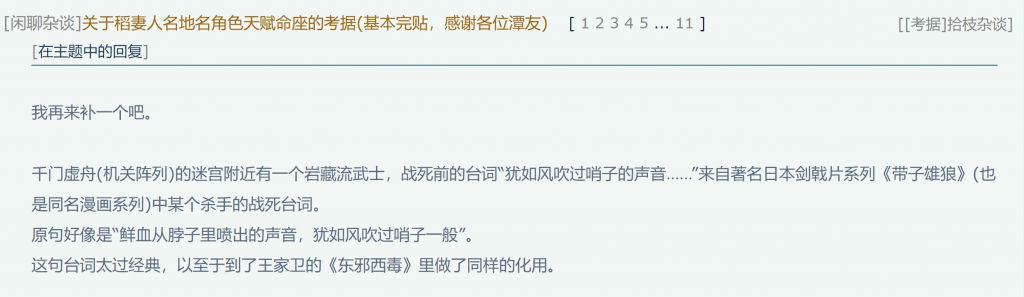 [闲聊杂谈]关于稻妻人名地名角色天赋命座的考据(基本完贴，感谢各位潭友) [ 1 2 3 4 5 ... 11 ] [[考据]拾枝杂谈]
[在主题中的回复]
我再来补一个吧。
千门虚舟(机关阵列)的迷宫附近有一个岩藏流武士，战死前的台词“犹如风吹过哨子的声音……”来自著名日本剑戟片系列《带子雄狼》(也
是同名漫画系列)中某个杀手的战死台词。
原句好像是“鲜血从脖子里喷出的声音，犹如风吹过哨子一般”。
这句台词太过经典，以至于到了王家卫的《东邪西毒》里做了同样的化用。